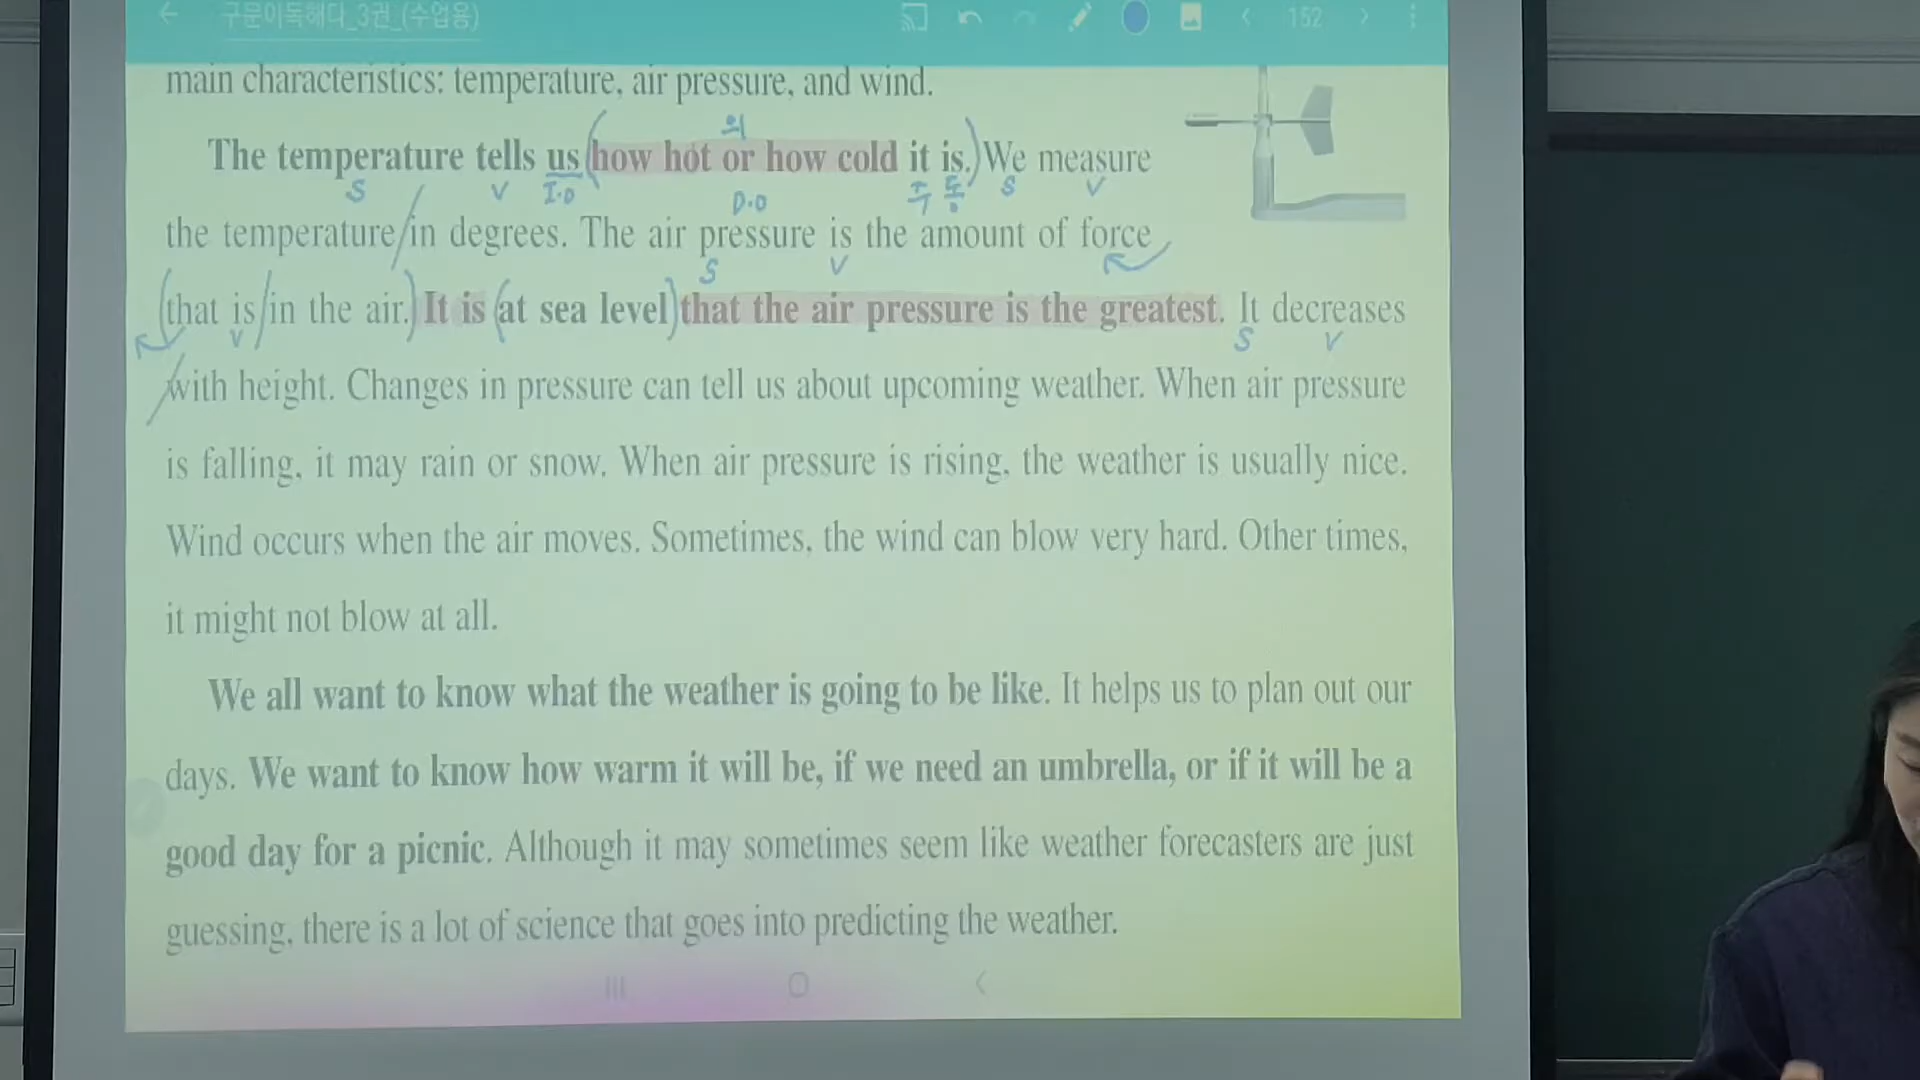 구문이독해다_3권_(수업용)
152
main characteristics: temperature, air pressure, and wind.
의
The temperature tells us (how hot or how cold it is.) We measure
S V I·O D·O 주 동 S V
the temperature/in degrees. The air pressure is the amount of force
S V
(that is/in the air.) It is (at sea level) that the air pressure is the greatest. It decreases
V S V
/with height. Changes in pressure can tell us about upcoming weather. When air pressure
is falling, it may rain or snow. When air pressure is rising, the weather is usually nice.
Wind occurs when the air moves. Sometimes, the wind can blow very hard. Other times,
it might not blow at all.
We all want to know what the weather is going to be like. It helps us to plan out our
days. We want to know how warm it will be, if we need an umbrella, or if it will be a
good day for a picnic. Although it may sometimes seem like weather forecasters are just
guessing, there is a lot of science that goes into predicting the weather.